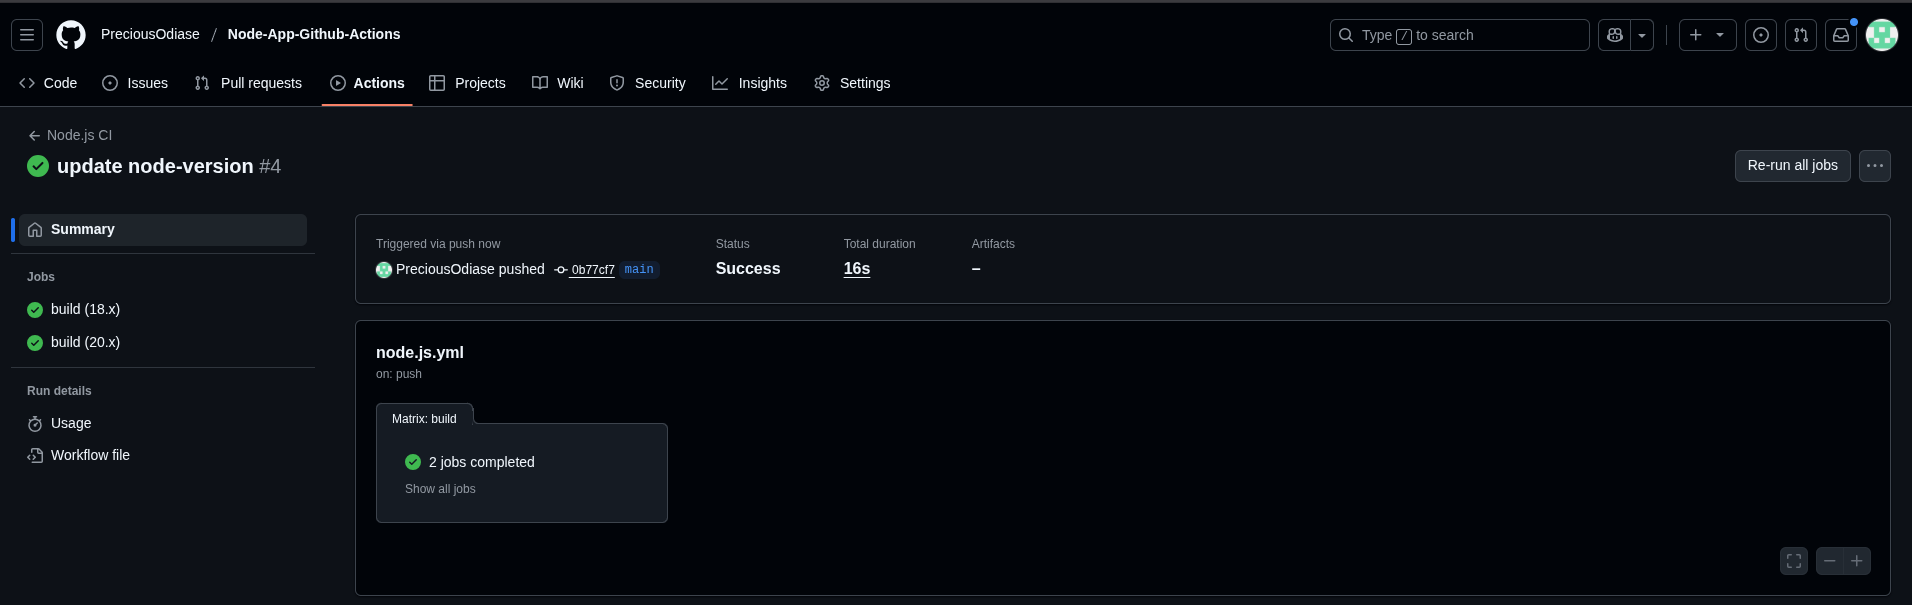 PreciousOdiase / Node-App-Github-Actions
Type / to search
Code Issues Pull requests Actions Projects Wiki Security Insights Settings
Node.js CI
update node-version #4
Re-run all jobs
Summary
Jobs
build (18.x)
build (20.x)
Run details
Usage
Workflow file
Triggered via push now
PreciousOdiase pushed 0b77cf7 main
Status
Success
Total duration
16s
Artifacts
–
node.js.yml
on: push
Matrix: build
2 jobs completed
Show all jobs